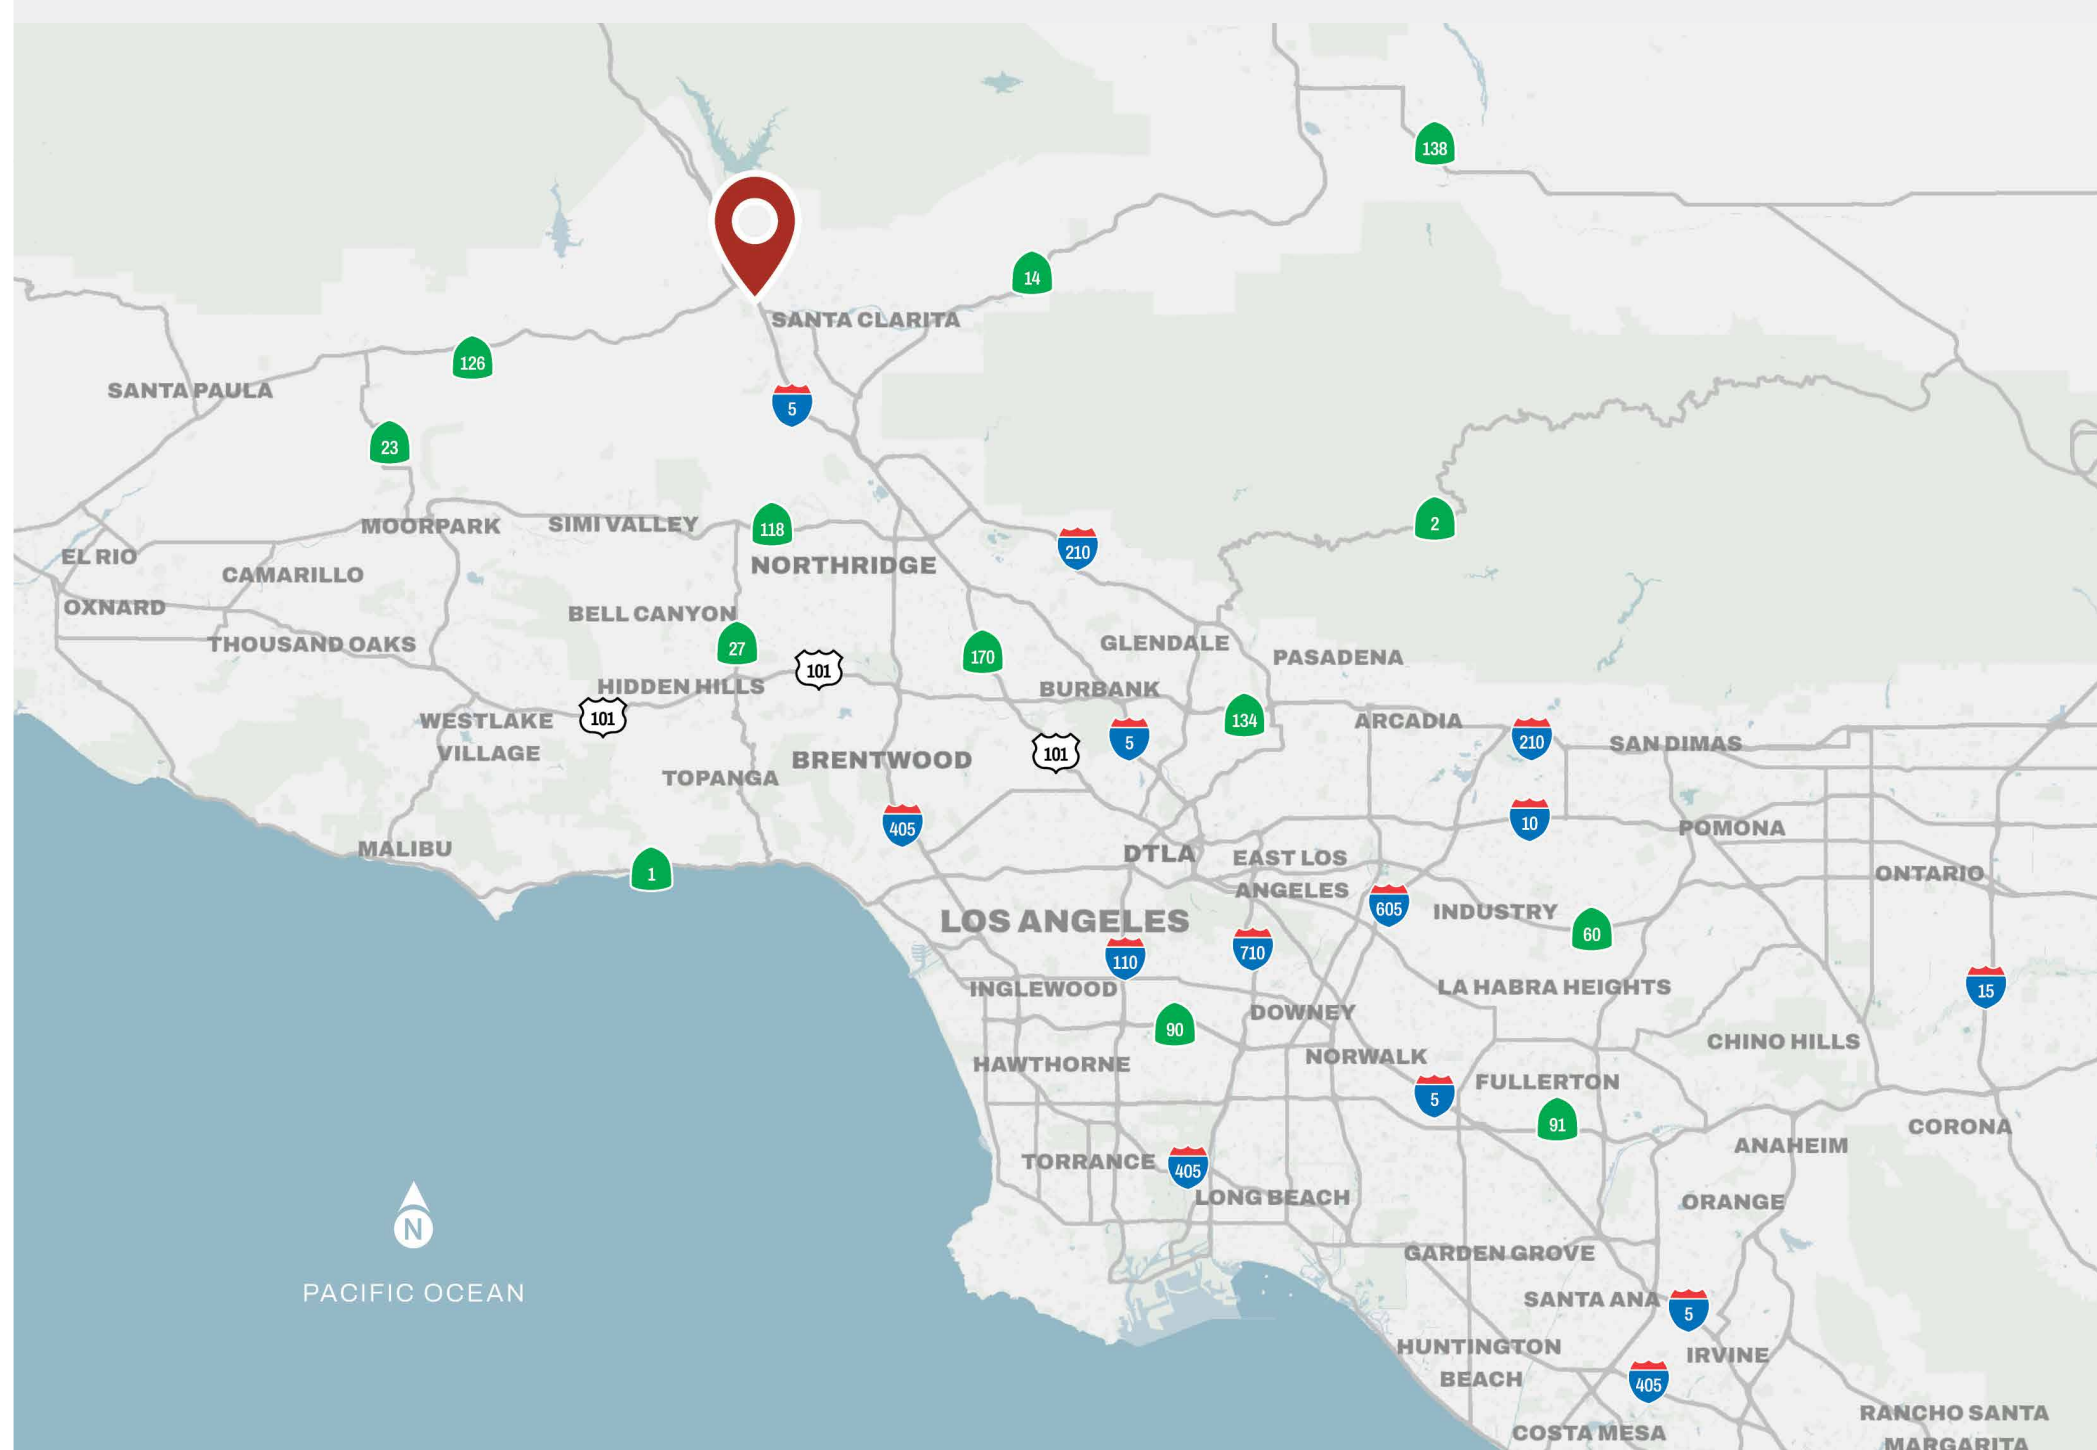 138
14
SANTA CLARITA
126
SANTA PAULA
5
23
2
MOORPARK
SIMI VALLEY
118
210
EL RIO
NORTHRIDGE
CAMARILLO
OXNARD
BELL CANYON
THOUSAND OAKS
27
170
GLENDALE
PASADENA
101
HIDDEN HILLS
BURBANK
101
134
WESTLAKE
VILLAGE
ARCADIA
5
210
SAN DIMAS
101
BRENTWOOD
TOPANGA
405
10
POMONA
MALIBU
DTLA
EAST LOS
ANGELES
1
ONTARIO
605
INDUSTRY
LOS ANGELES
60
710
110
INGLEWOOD
LA HABRA HEIGHTS
15
DOWNEY
90
CHINO HILLS
HAWTHORNE
NORWALK
FULLERTON
5
91
CORONA
ANAHEIM
TORRANCE
405
LONG BEACH
ORANGE
N
GARDEN GROVE
PACIFIC OCEAN
SANTA ANA
5
HUNTINGTON
BEACH
IRVINE
405
RANCHO SANTA
MARGARITA
COSTA MESA